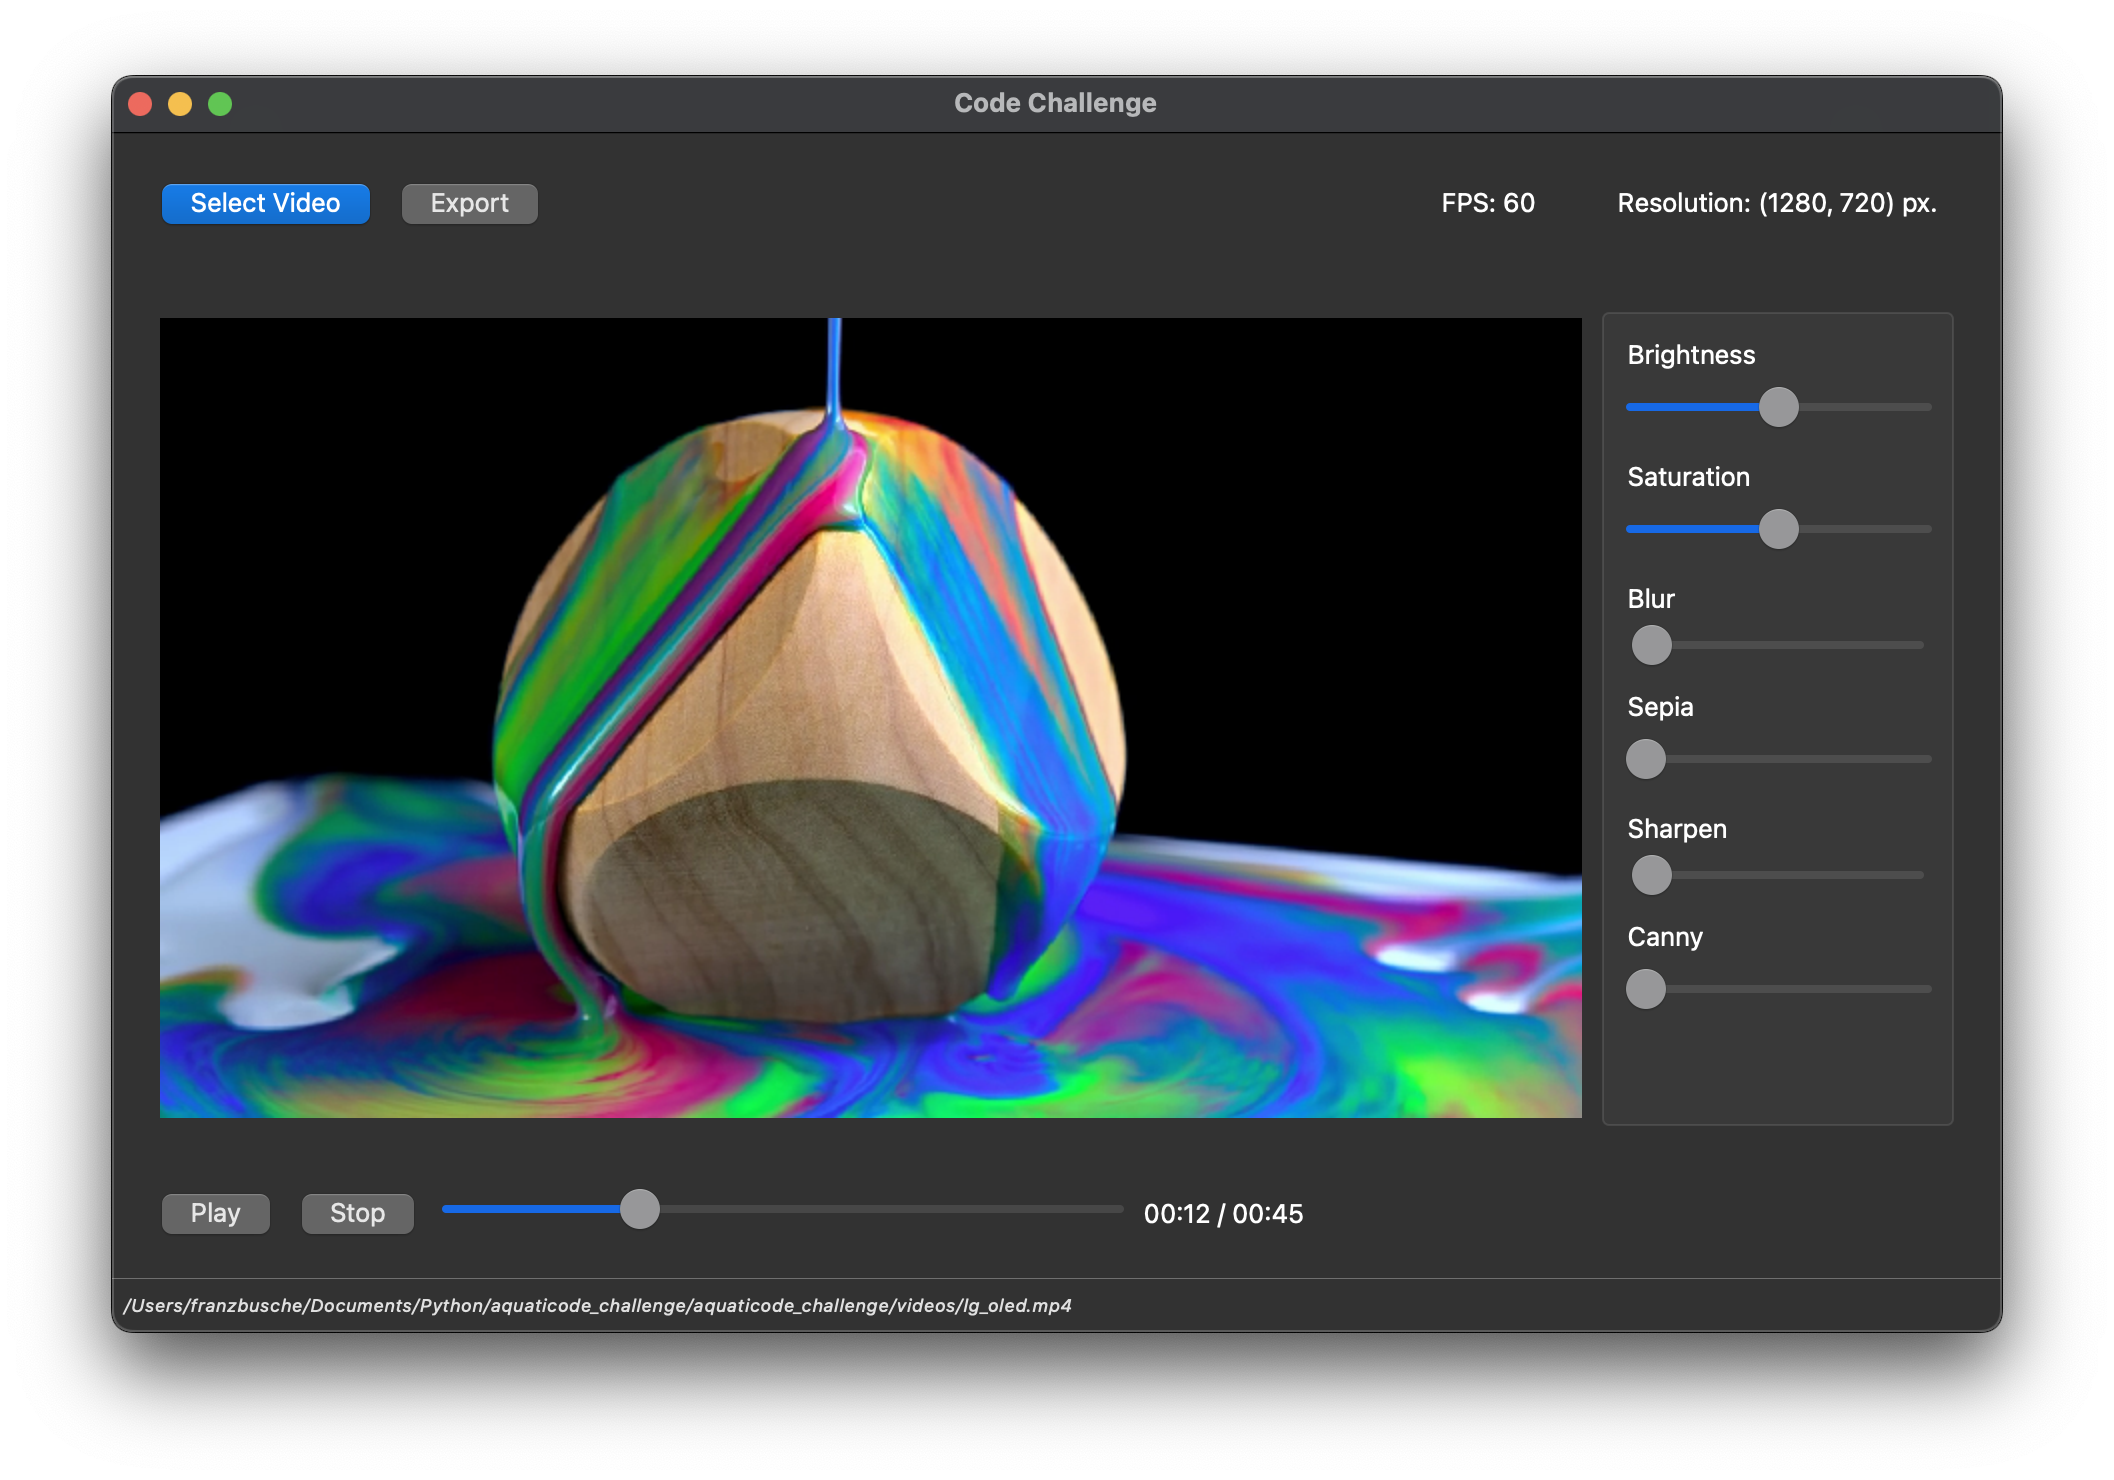 Code Challenge
Select Video
Export
FPS: 60
Resolution: (1280, 720) px.
Brightness
Saturation
Blur
Sepia
Sharpen
Canny
Play
Stop
00:12 / 00:45
/Users/franzbusche/Documents/Python/aquaticode_challenge/aquaticode_challenge/videos/lg_oled.mp4